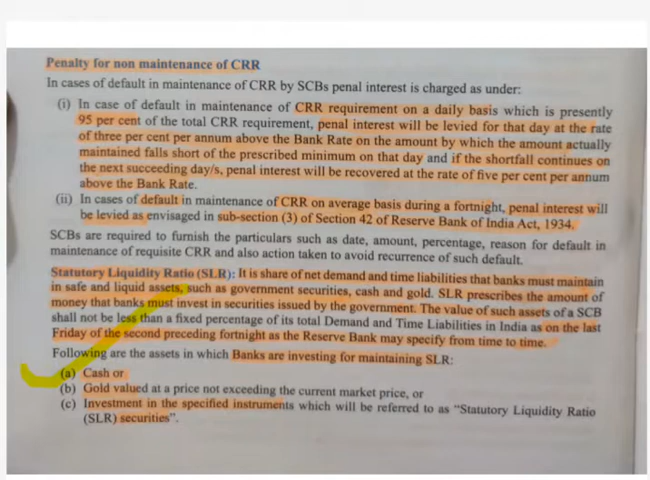 Penalty for non maintenance of CRR
In cases of default in maintenance of CRR by SCBs penal interest is charged as under:
(i) In case of default in maintenance of CRR requirement on a daily basis which is presently
95 per cent of the total CRR requirement, penal interest will be levied for that day at the rate
of three per cent per annum above the Bank Rate on the amount by which the amount actually
maintained falls short of the prescribed minimum on that day and if the shortfall continues on
the next succeeding day/s, penal interest will be recovered at the rate of five per cent per annum
above the Bank Rate.
(ii) In cases of default in maintenance of CRR on average basis during a fortnight, penal interest will
be levied as envisaged in sub-section (3) of Section 42 of Reserve Bank of India Act, 1934.
SCBs are required to furnish the particulars such as date, amount, percentage, reason for default in
maintenance of requisite CRR and also action taken to avoid recurrence of such default.
Statutory Liquidity Ratio (SLR): It is share of net demand and time liabilities that banks must maintain
in safe and liquid assets, such as government securities, cash and gold. SLR prescribes the amount of
money that banks must invest in securities issued by the government. The value of such assets of a SCB
shall not be less than a fixed percentage of its total Demand and Time Liabilities in India as on the last
Friday of the second preceding fortnight as the Reserve Bank may specify from time to time.
Following are the assets in which Banks are investing for maintaining SLR:
(a) Cash or
(b) Gold valued at a price not exceeding the current market price, or
(c) Investment in the specified instruments which will be referred to as “Statutory Liquidity Ratio
(SLR) securities”.